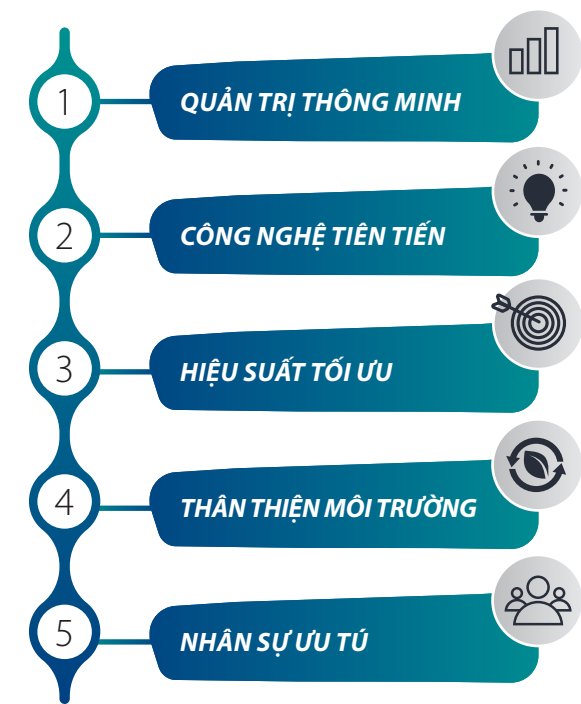 1
QUẢN TRỊ THÔNG MINH
2
CÔNG NGHỆ TIÊN TIẾN
3
HIỆU SUẤT TỐI ƯU
4
THÂN THIỆN MÔI TRƯỜNG
5
NHÂN SỰ ƯU TÚ